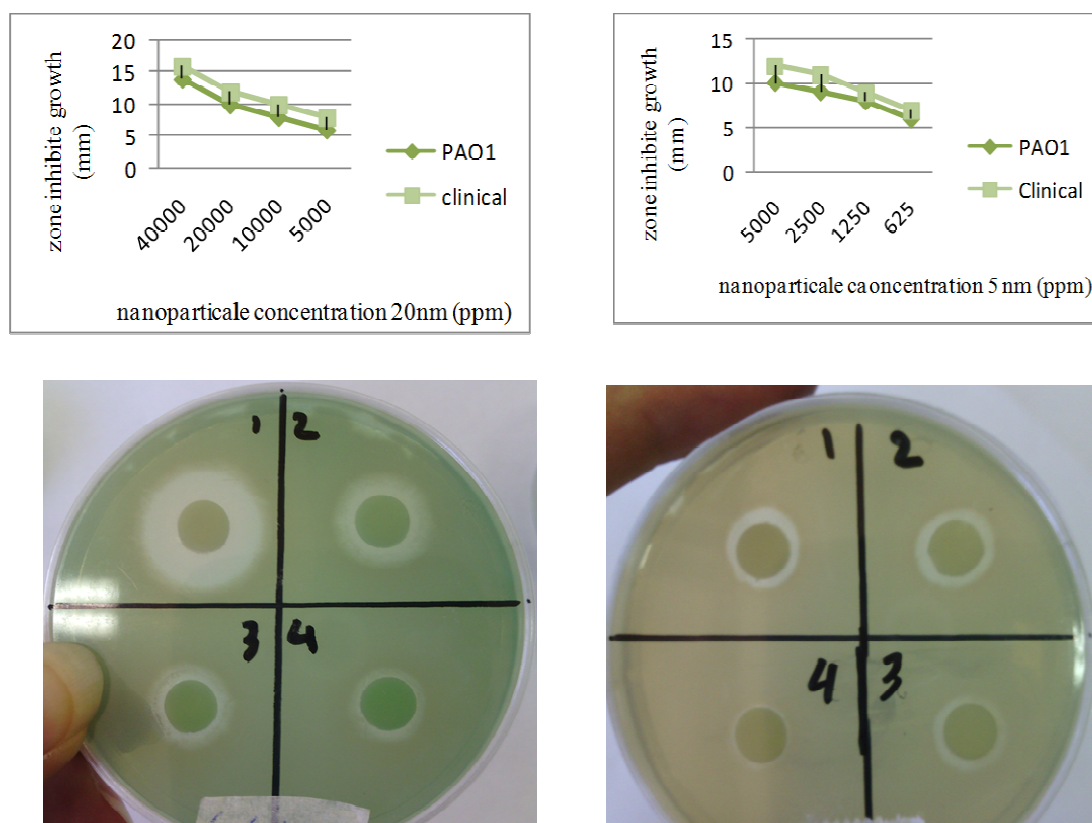 20
15
10
5
0
zone inhibite growth
(mm)
40000
20000
10000
5000
PAO1
clinical
nanoparticale concentration 20nm (ppm)
15
10
5
0
zone inhibite growth
(mm)
5000
2500
1250
625
PAO1
Clinical
nanoparticale caoncentration 5 nm (ppm)
1 2
3 4
1 2
4 3